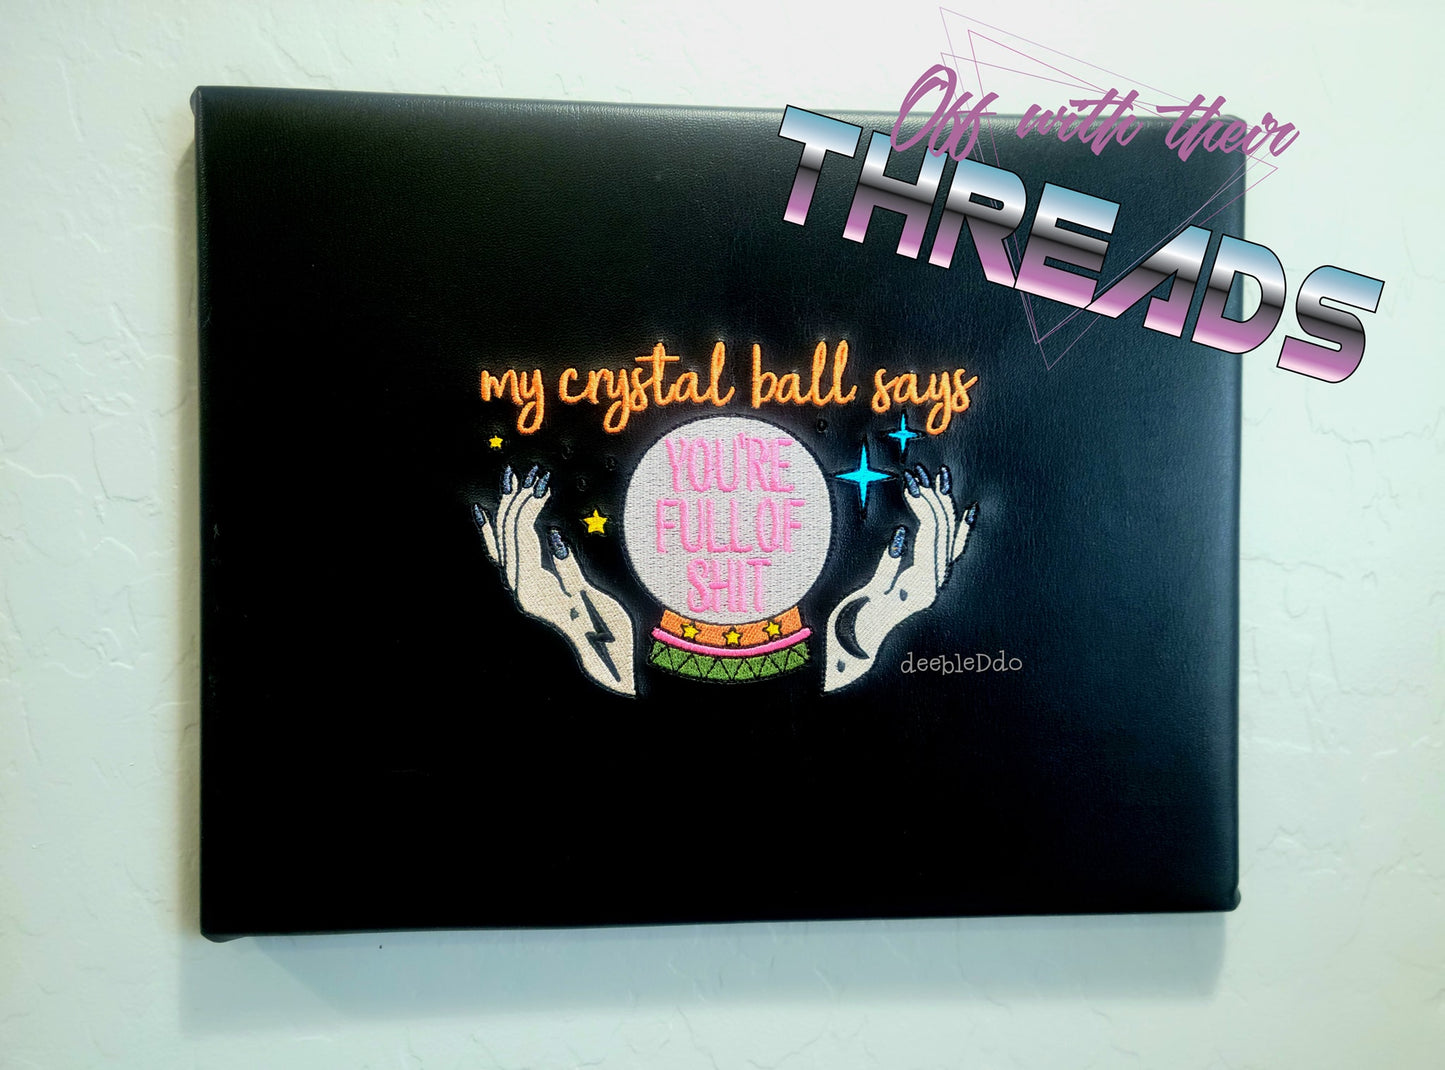 Off with their
THREADS
my crystal ball says
YOU'RE
FULL OF
SHIT
deebleDdo